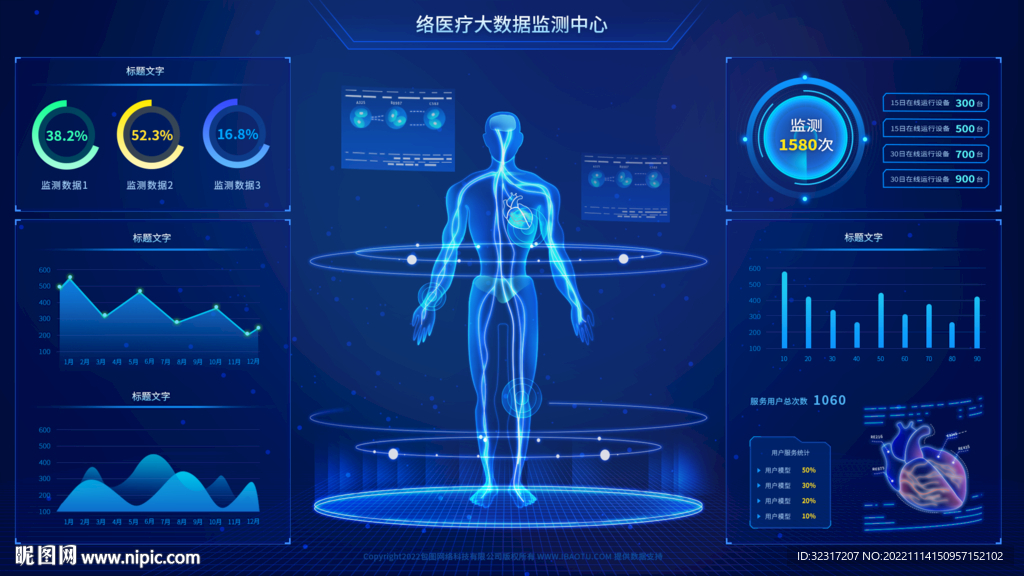 络医疗大数据监测中心
标题文字
38.2%
52.3%
16.8%
监测数据1
监测数据2
监测数据3
标题文字
600
500
400
300
200
100
1月 2月 3月 4月 5月 6月 7月 8月 9月 10月 11月 12月
标题文字
600
500
400
300
200
100
1月 2月 3月 4月 5月 6月 7月 8月 9月 10月 11月 12月
监测
1580次
15日在线运行设备 300台
15日在线运行设备 500台
30日在线运行设备 700台
30日在线运行设备 900台
标题文字
600
500
400
300
200
100
10 20 30 40 50 60 70 80 90
服务用户总次数 1060
用户服务统计
用户模型 50%
用户模型 30%
用户模型 20%
用户模型 10%
Copyright2022包图网络科技有限公司版权所有 WWW.IBAOTU.COM 提供数据支持
昵图网 www.nipic.com
ID:32317207 NO:20221114150957152102